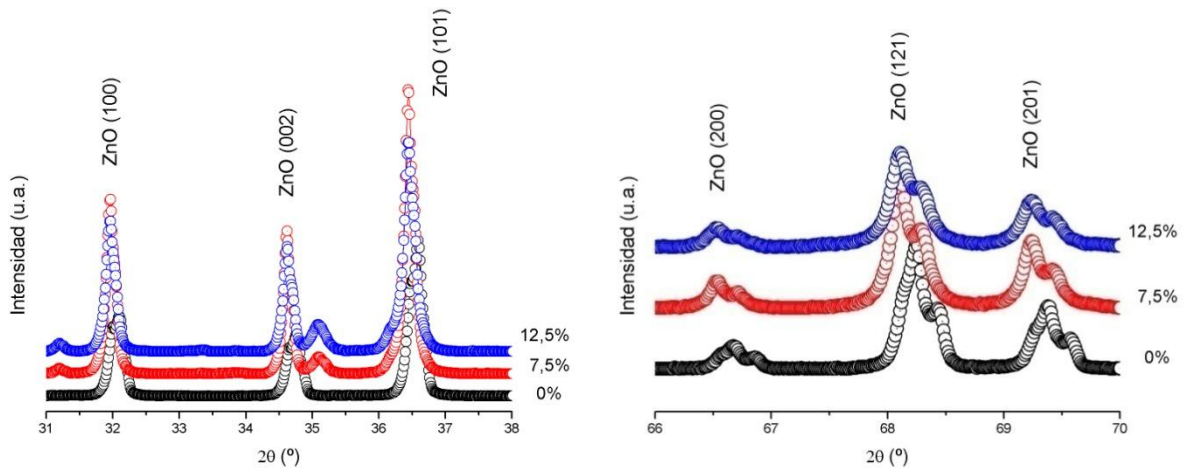 ZnO (100)
ZnO (002)
ZnO (101)
Intensidad (u.a.)
12,5%
7,5%
0%
31 32 33 34 35 36 37 38
2θ (º)
ZnO (200)
ZnO (121)
ZnO (201)
Intensidad (u.a.)
12,5%
7,5%
0%
66 67 68 69 70
2θ (º)